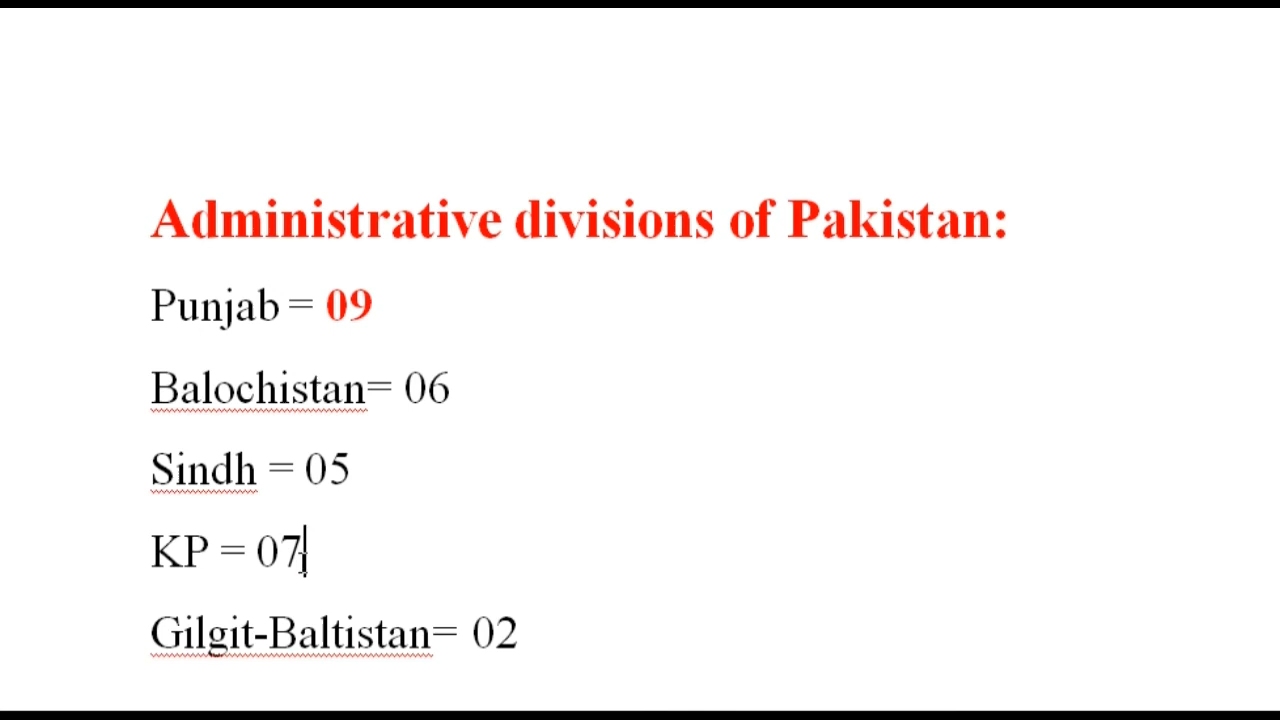 Administrative divisions of Pakistan:
Punjab = 09
Balochistan= 06
Sindh = 05
KP = 07
Gilgit-Baltistan= 02